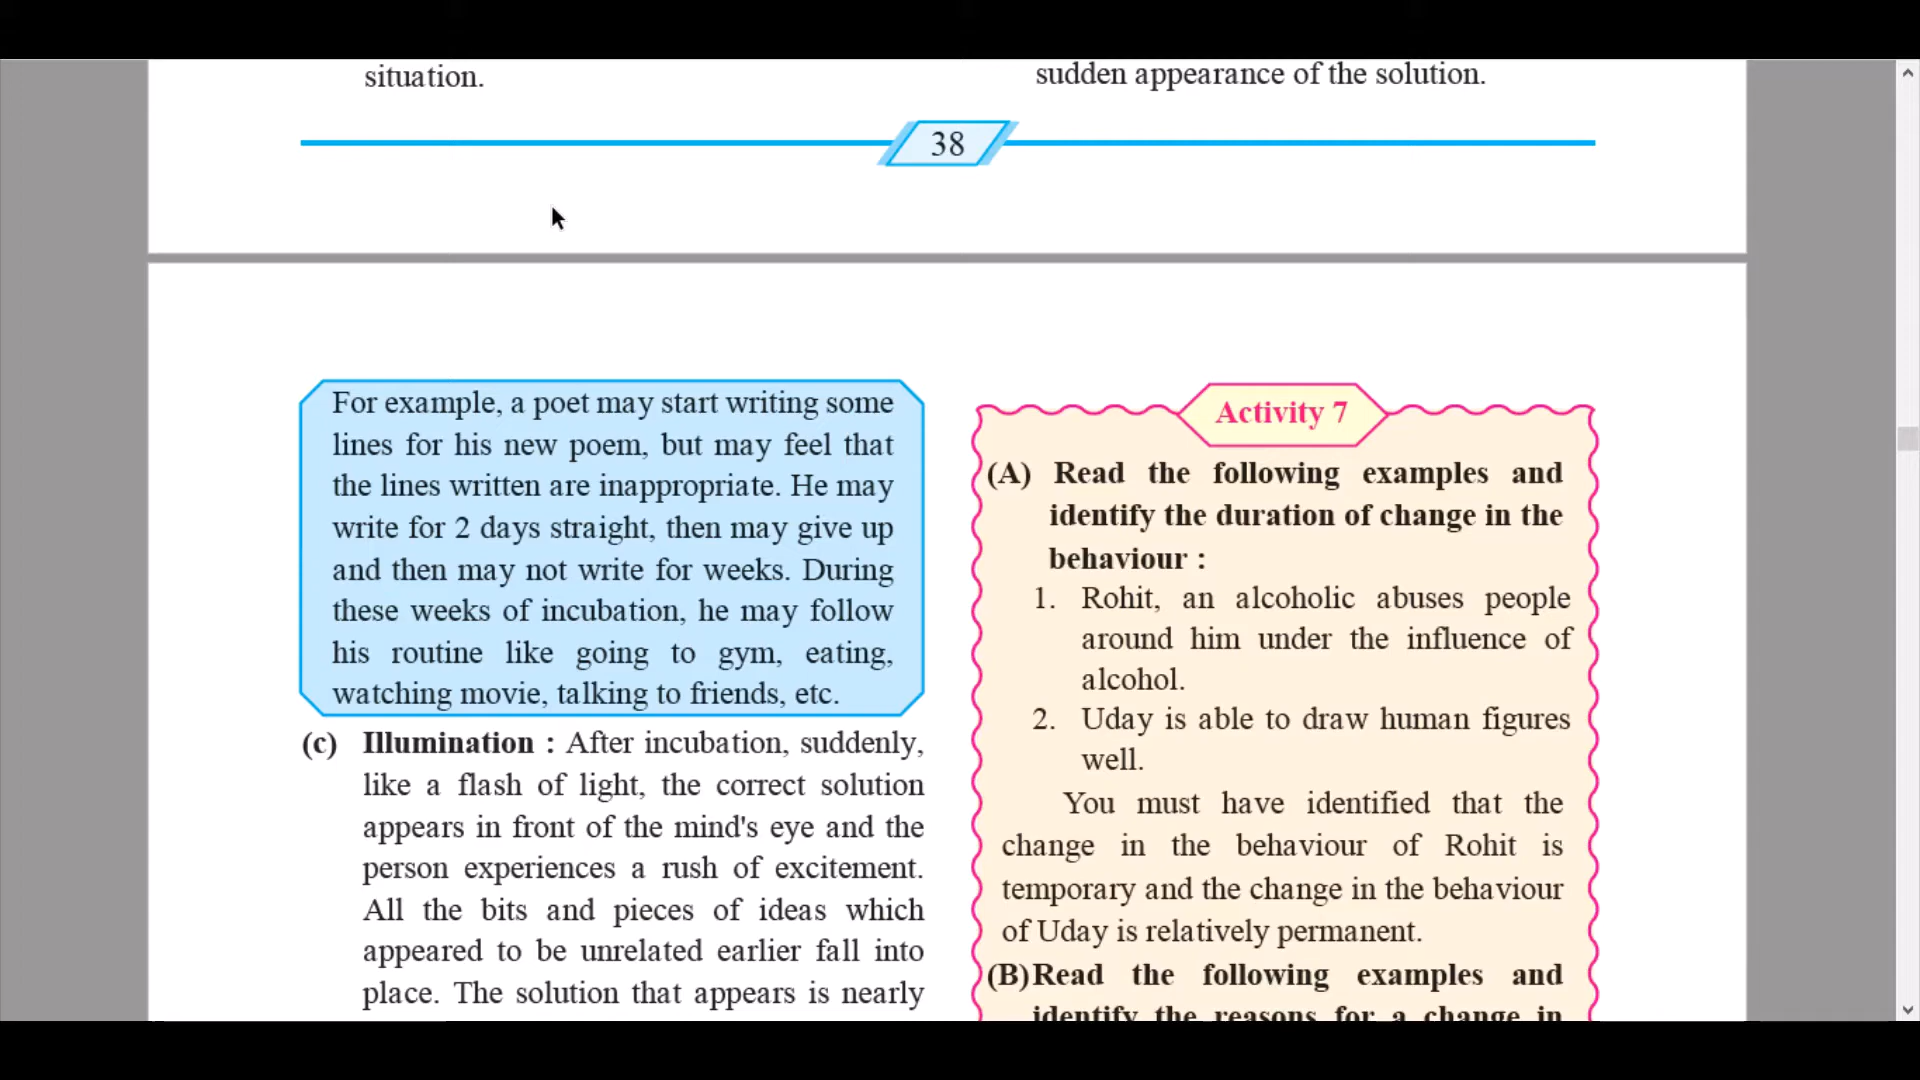 situation.
sudden appearance of the solution.
38
For example, a poet may start writing some
lines for his new poem, but may feel that
the lines written are inappropriate. He may
write for 2 days straight, then may give up
and then may not write for weeks. During
these weeks of incubation, he may follow
his routine like going to gym, eating,
watching movie, talking to friends, etc.
(c) Illumination : After incubation, suddenly,
like a flash of light, the correct solution
appears in front of the mind's eye and the
person experiences a rush of excitement.
All the bits and pieces of ideas which
appeared to be unrelated earlier fall into
place. The solution that appears is nearly
Activity 7
(A) Read the following examples and
identify the duration of change in the
behaviour :
1. Rohit, an alcoholic abuses people
around him under the influence of
alcohol.
2. Uday is able to draw human figures
well.
You must have identified that the
change in the behaviour of Rohit is
temporary and the change in the behaviour
of Uday is relatively permanent.
(B) Read the following examples and
identify the reasons for a change in